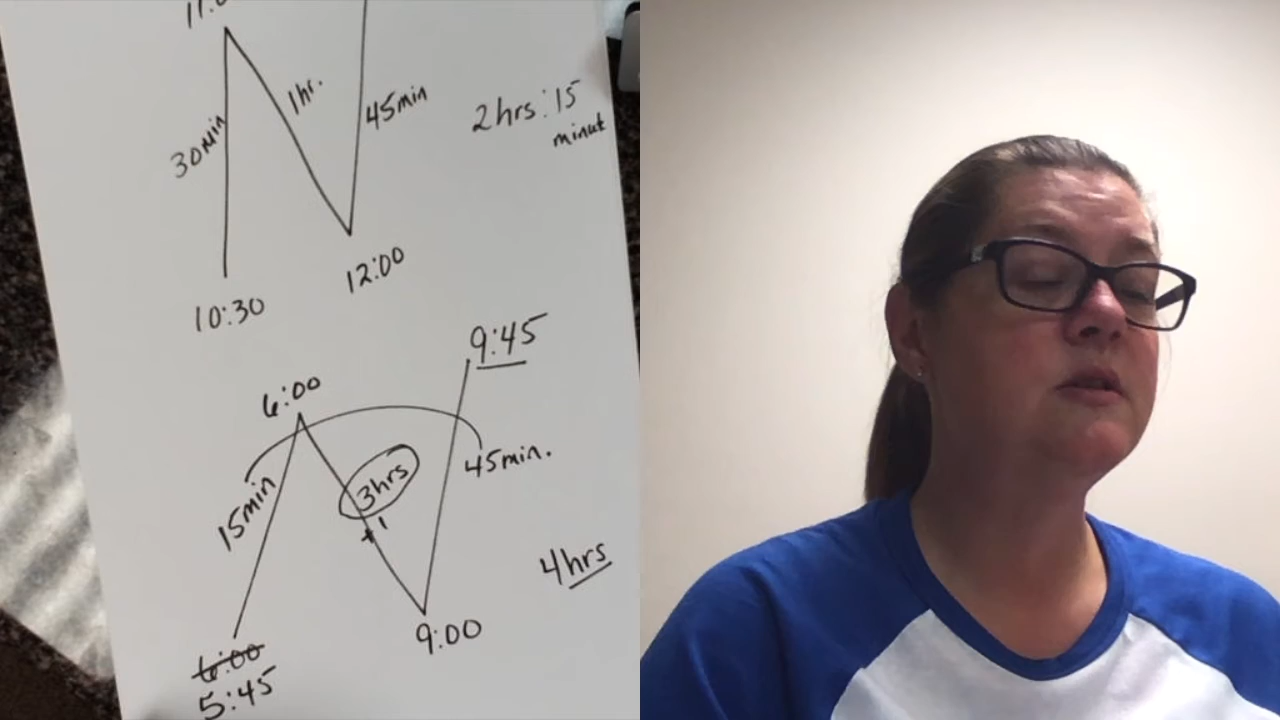 30min
1hr.
45min
2hrs:15
minut
10:30
12:00
6:00
9:45
15min
3hrs
+1
45min.
4hrs
9:00
6:00
5:45